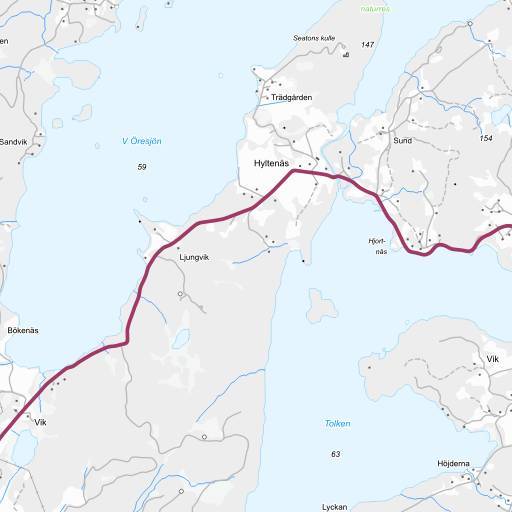 naturres
Seatons kulle
147
en
Trädgården
Sandvik
V Öresjön
Sund
154
59
Hyltenäs
Hjort-
näs
Ljungvik
Bökenäs
Vik
Vik
Tolken
63
Höjderna
Lyckan